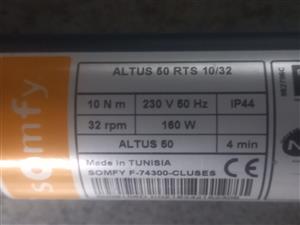 somfy
ALTUS 50 RTS 10/32
10 N m 230 V 50 Hz IP44
32 rpm 160 W
ALTUS 50 4 min
Made in TUNISIA
SOMFY F-74300-CLUSES
CE